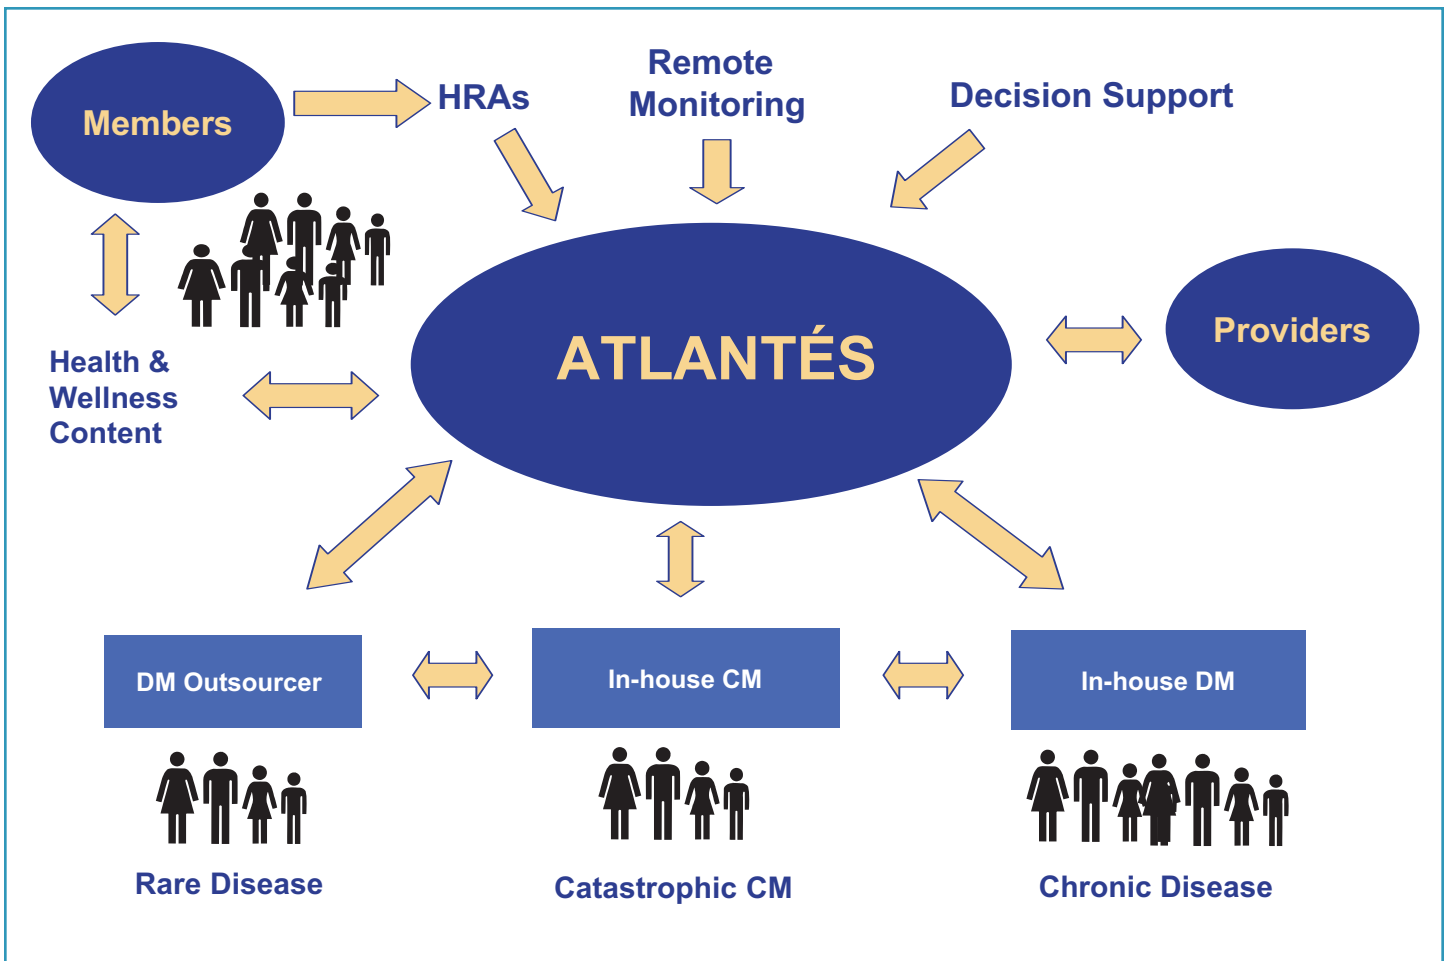 Members
HRAs
Remote
Monitoring
Decision Support
Health &
Wellness
Content
ATLANTÉS
Providers
DM Outsourcer
In-house CM
In-house DM
Rare Disease
Catastrophic CM
Chronic Disease